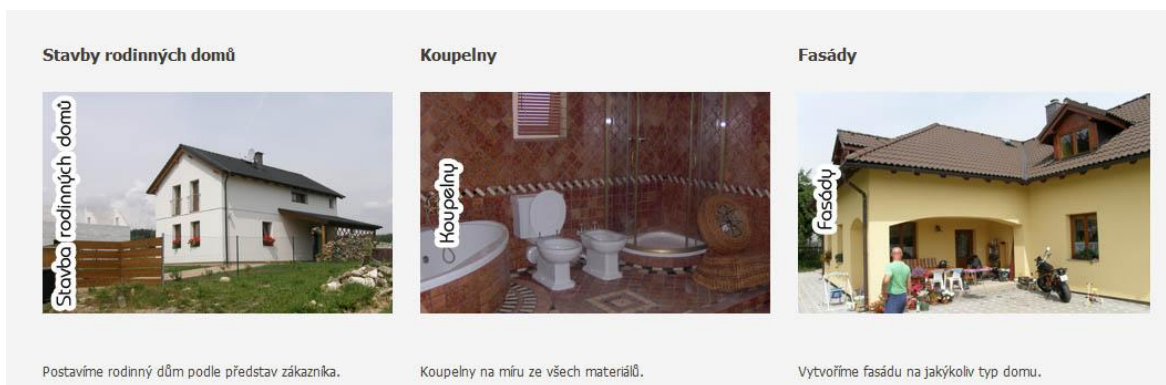 Stavby rodinných domů
Stavba rodinných domů
Postavíme rodinný dům podle představ zákazníka.
Koupelny
Koupelny
Koupelny na míru ze všech materiálů.
Fasády
Fasády
Vytvoříme fasádu na jakýkoliv typ domu.